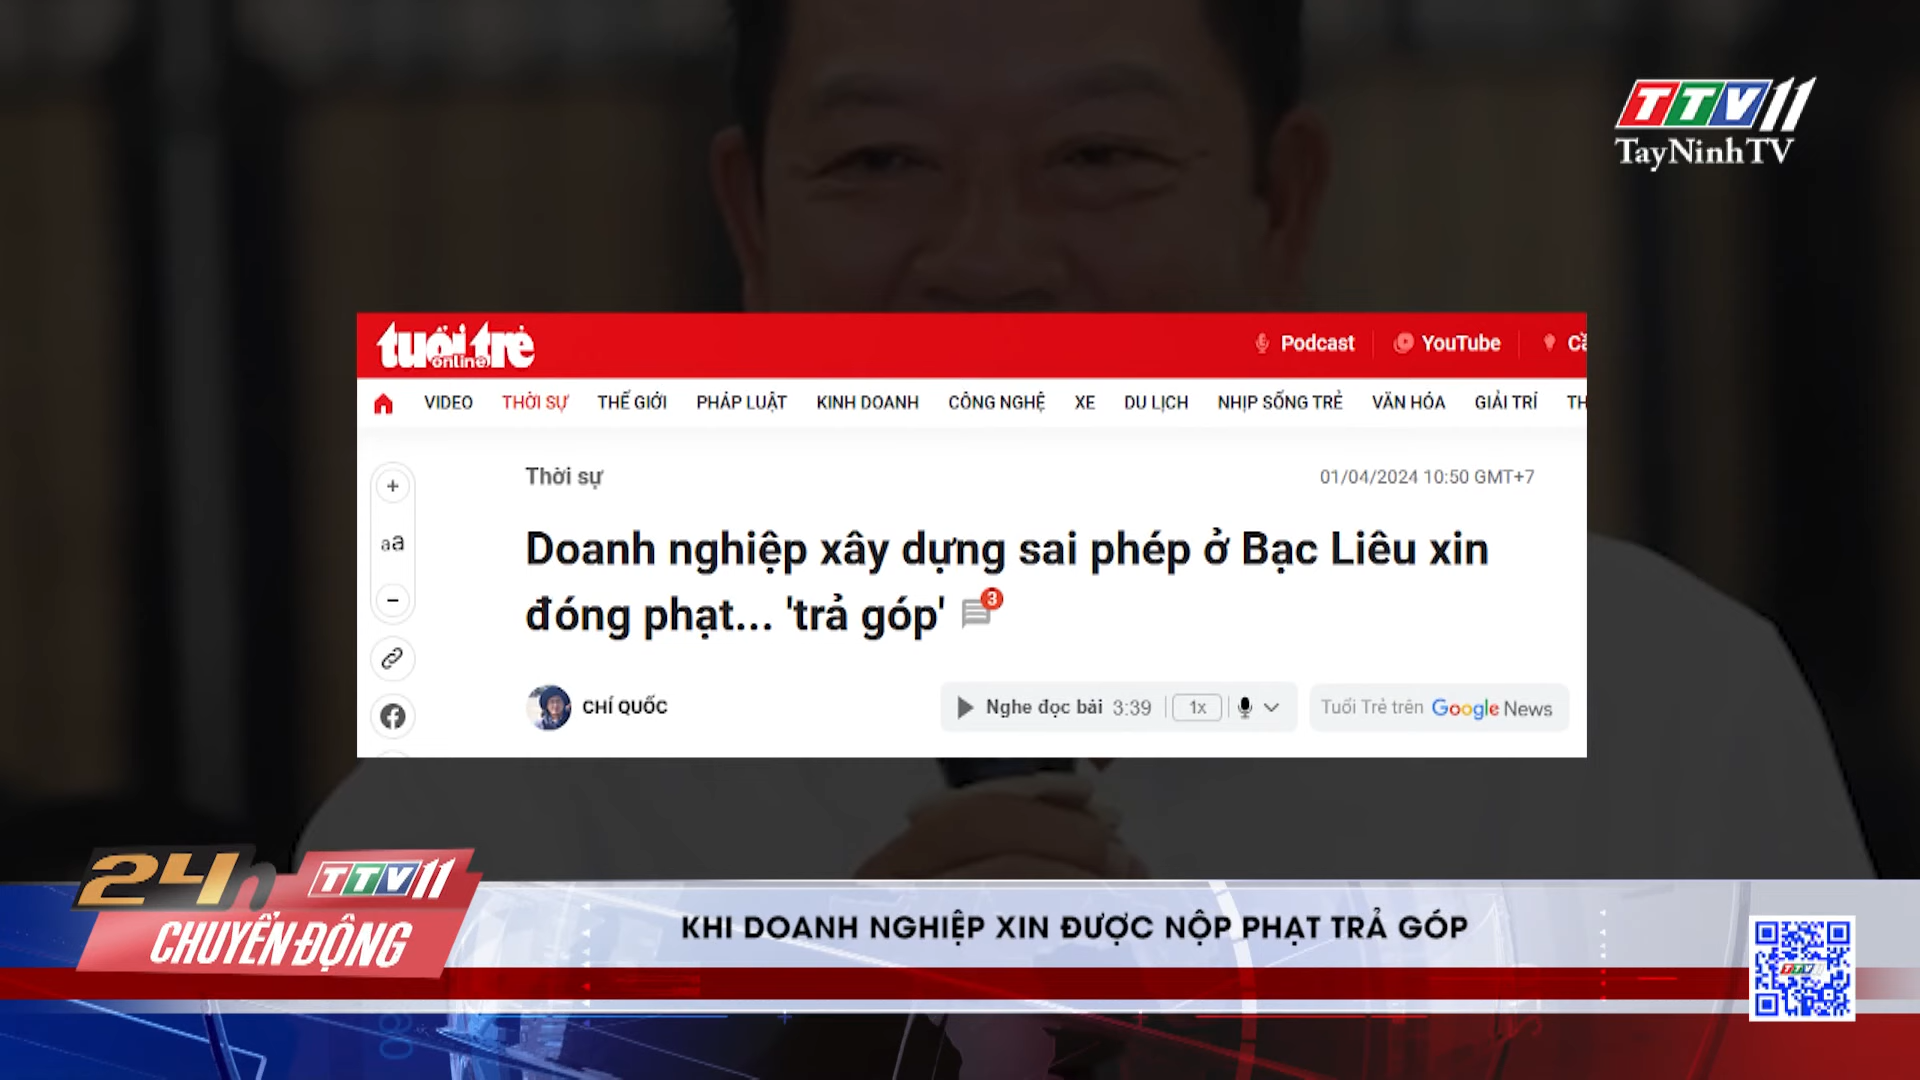 TTV11
TayNinhTV
tuổi trẻ
online
Podcast
YouTube
VIDEO THỜI SỰ THẾ GIỚI PHÁP LUẬT KINH DOANH CÔNG NGHỆ XE DU LỊCH NHỊP SỐNG TRẺ VĂN HÓA GIẢI TRÍ TH
Thời sự
01/04/2024 10:50 GMT+7
+
aa
−
Doanh nghiệp xây dựng sai phép ở Bạc Liêu xin
đóng phạt... 'trả góp' 3
CHÍ QUỐC
Nghe đọc bài 3:39 1x
Tuổi Trẻ trên Google News
24h TTV11
CHUYỂN ĐỘNG
KHI DOANH NGHIỆP XIN ĐƯỢC NỘP PHẠT TRẢ GÓP
TTV11